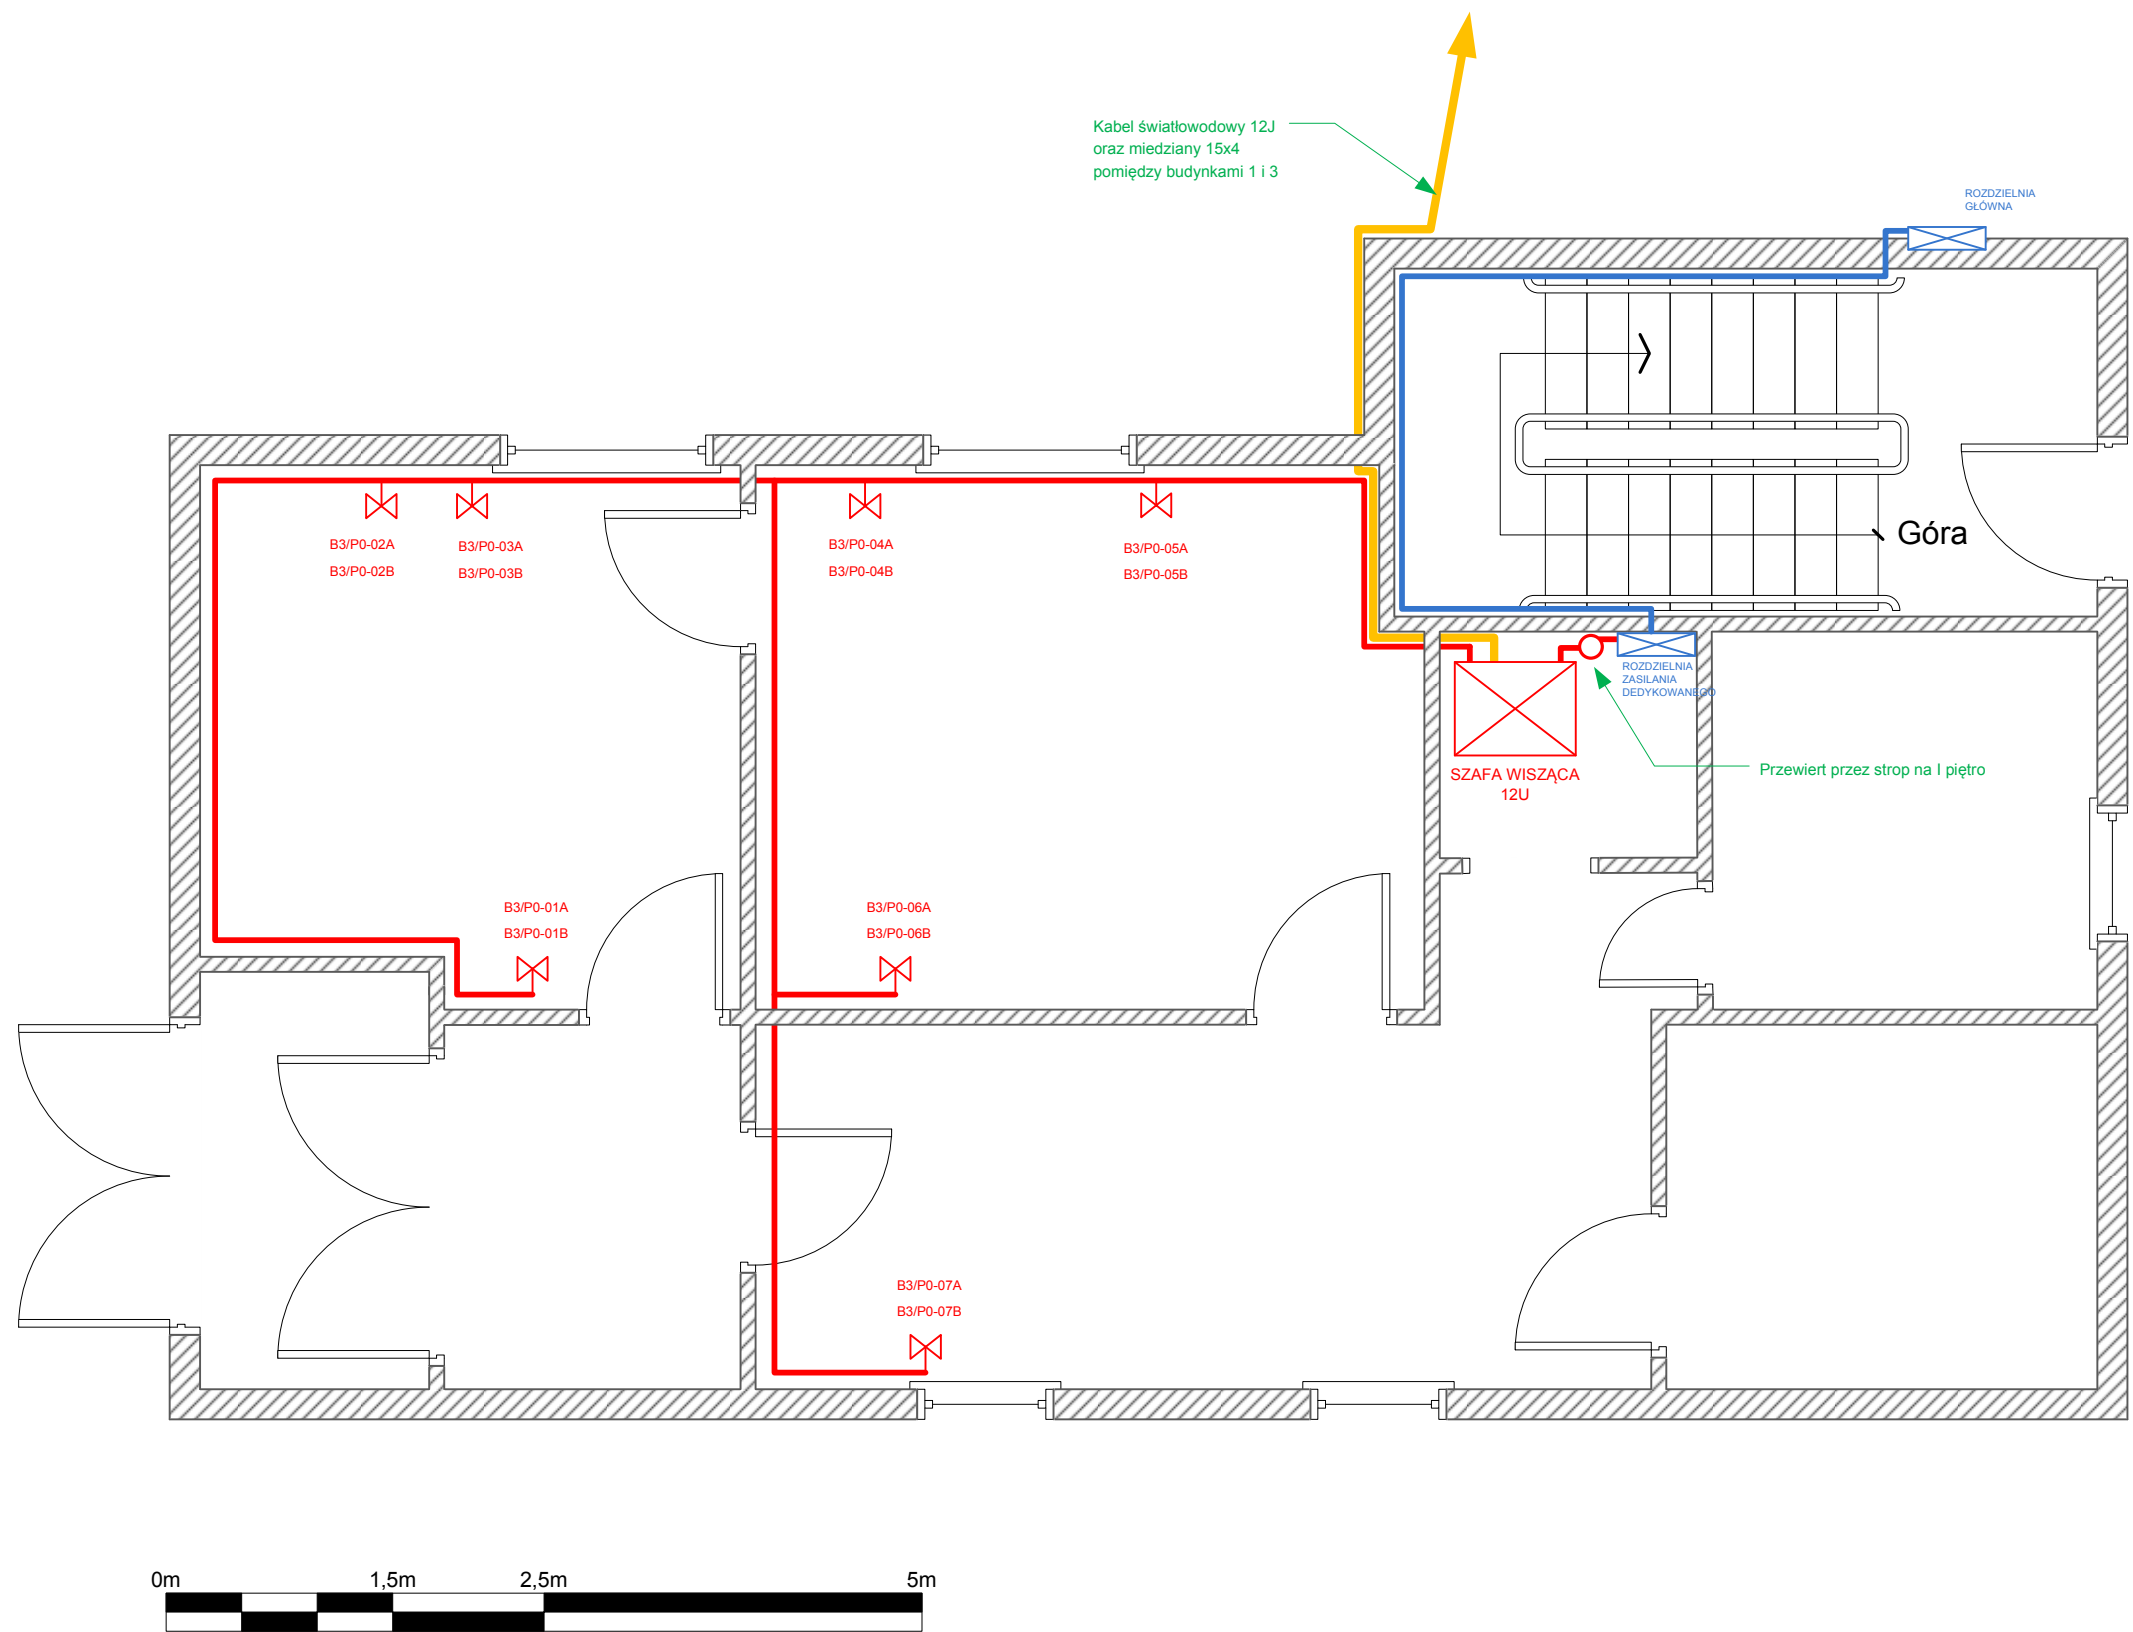 Kabel światłowodowy 12J
oraz miedziany 15x4
pomiędzy budynkami 1 i 3
ROZDZIELNIA
GŁÓWNA
Góra
B3/P0-02A
B3/P0-02B
B3/P0-03A
B3/P0-03B
B3/P0-04A
B3/P0-04B
B3/P0-05A
B3/P0-05B
ROZDZIELNIA
ZASILANIA
DEDYKOWANEGO
SZAFA WISZĄCA
12U
Przewiert przez strop na I piętro
B3/P0-01A
B3/P0-01B
B3/P0-06A
B3/P0-06B
B3/P0-07A
B3/P0-07B
0m 1,5m 2,5m 5m